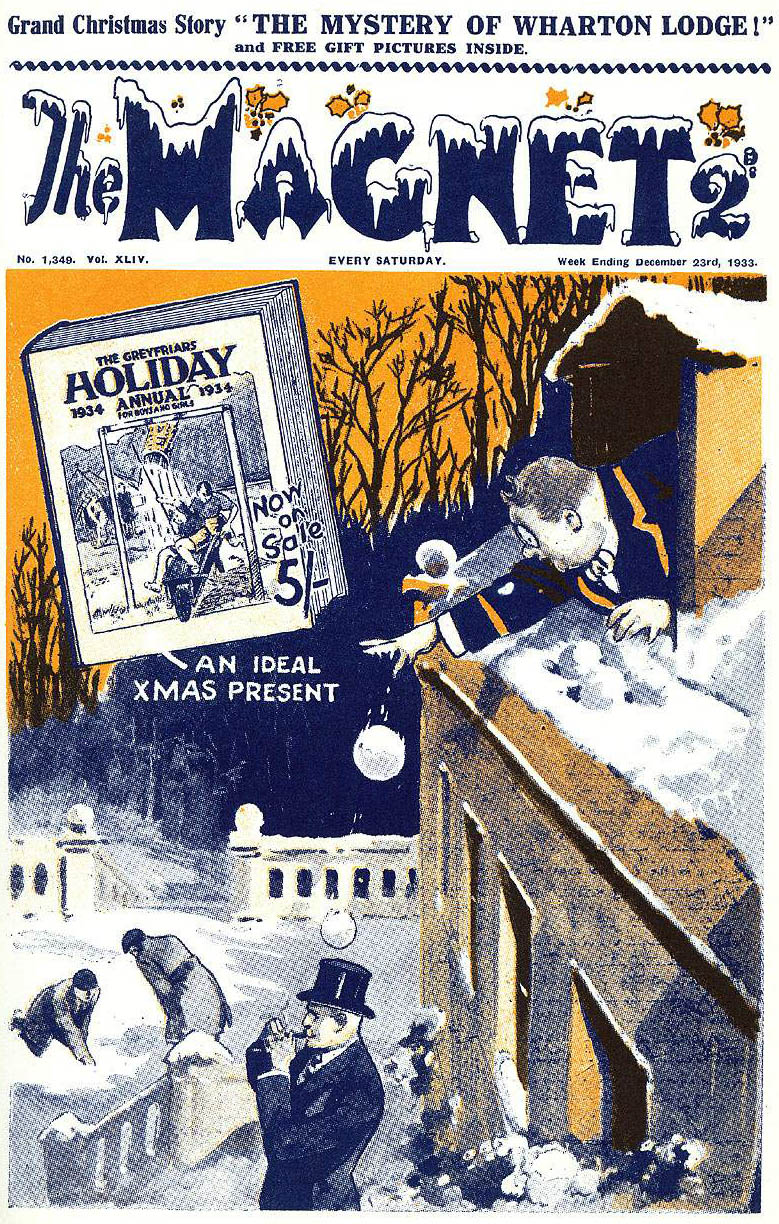 Grand Christmas Story "THE MYSTERY OF WHARTON LODGE!"
and FREE GIFT PICTURES INSIDE.
The MAGNET 2D
No. 1,349. Vol. XLIV. EVERY SATURDAY. Week Ending December 23rd, 1933.
THE GREYFRIARS
HOLIDAY
1934 ANNUAL 1934
FOR BOYS AND GIRLS
NOW
on
Sale
5/-
AN IDEAL
XMAS PRESENT